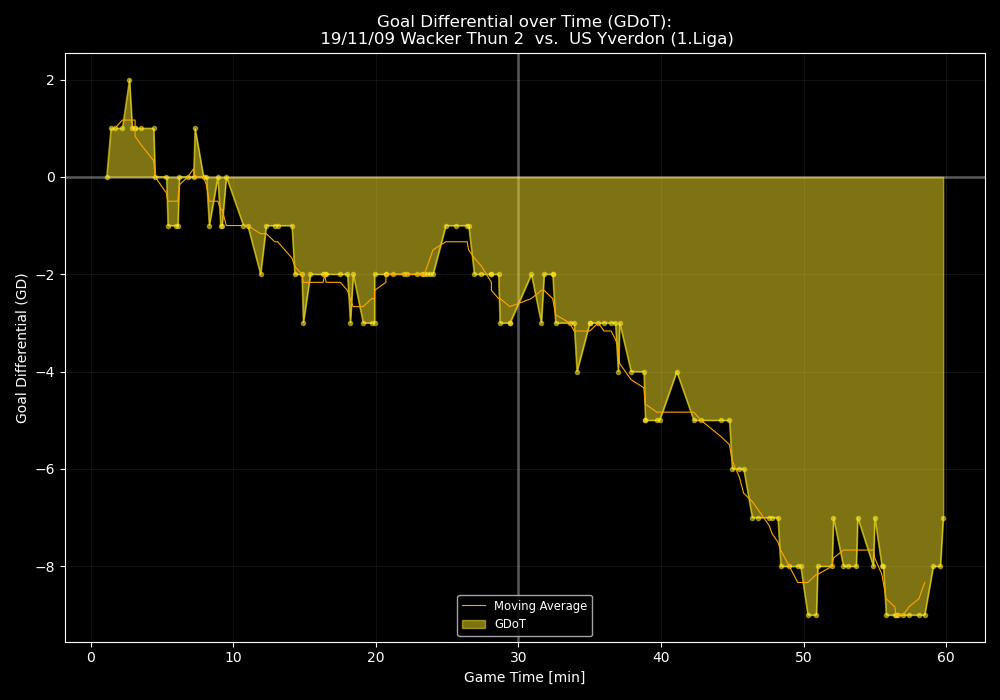 Goal Differential over Time (GDoT):
19/11/09 Wacker Thun 2  vs.  US Yverdon (1.Liga)
Goal Differential (GD)
2
0
−2
−4
−6
−8
Moving Average
GDoT
0 10 20 30 40 50 60
Game Time [min]